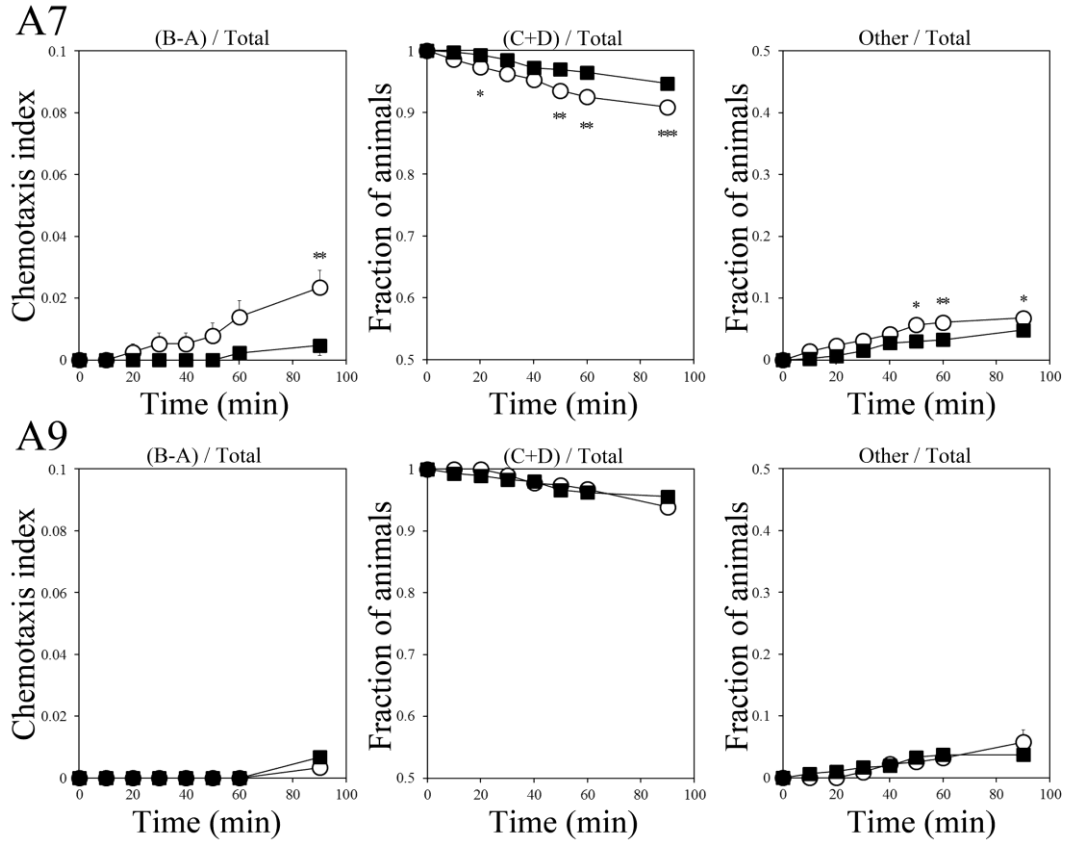 A7
(B-A) / Total
(C+D) / Total
Other / Total
Chemotaxis index
0.1
0.08
0.06
0.04
0.02
0
0 20 40 60 80 100
Time (min)
**
Fraction of animals
1
0.9
0.8
0.7
0.6
0.5
0 20 40 60 80 100
Time (min)
* ** ** ***
Fraction of animals
0.5
0.4
0.3
0.2
0.1
0
0 20 40 60 80 100
Time (min)
* ** *
A9
(B-A) / Total
(C+D) / Total
Other / Total
Chemotaxis index
0.1
0.08
0.06
0.04
0.02
0
0 20 40 60 80 100
Time (min)
Fraction of animals
1
0.9
0.8
0.7
0.6
0.5
0 20 40 60 80 100
Time (min)
Fraction of animals
0.5
0.4
0.3
0.2
0.1
0
0 20 40 60 80 100
Time (min)